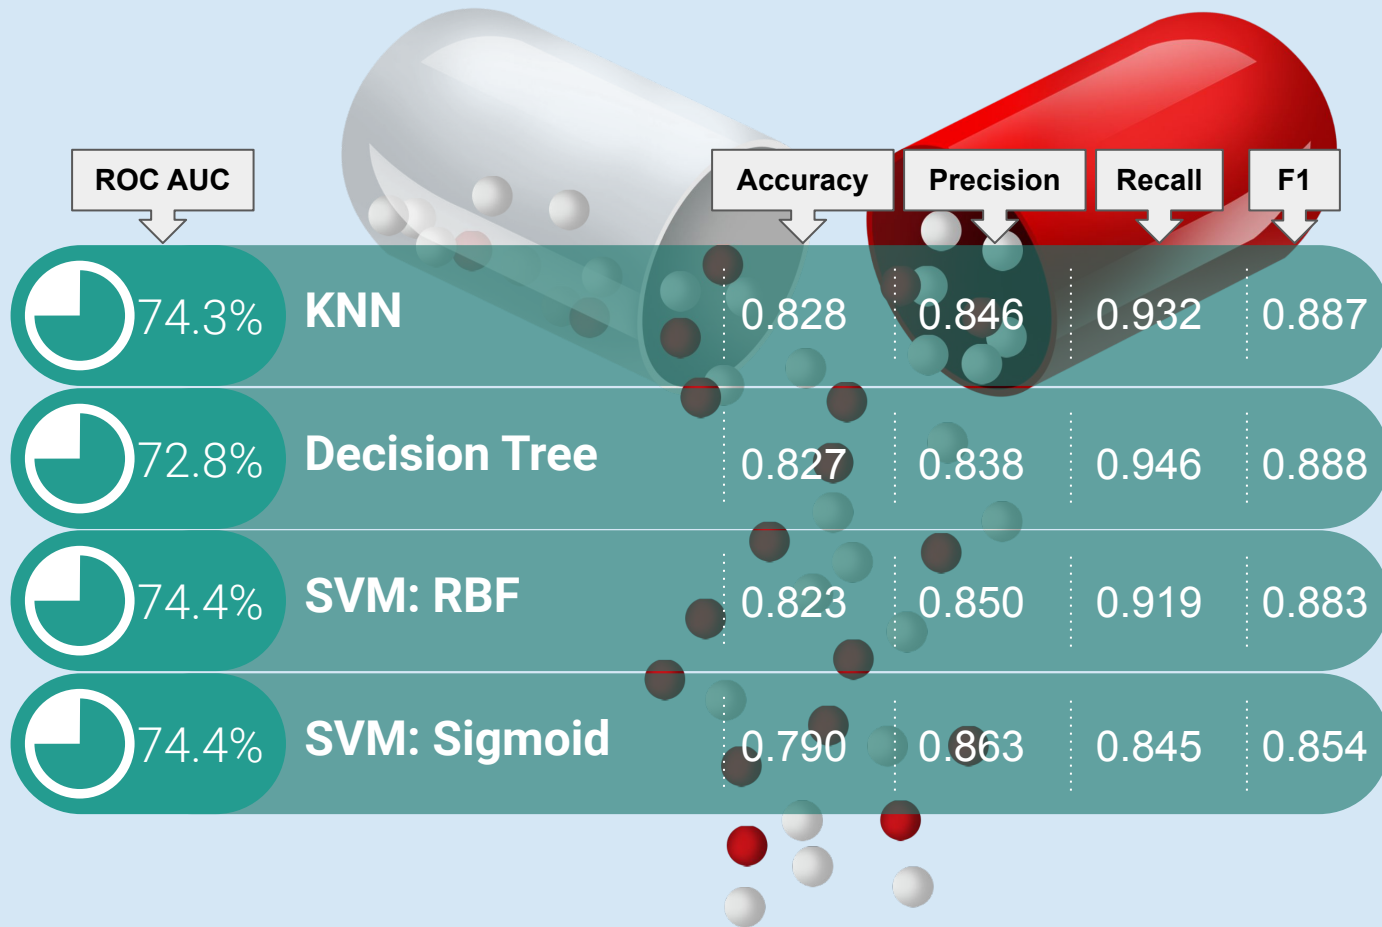 ROC AUC Accuracy Precision Recall F1
74.3% KNN 0.828 0.846 0.932 0.887
72.8% Decision Tree 0.827 0.838 0.946 0.888
74.4% SVM: RBF 0.823 0.850 0.919 0.883
74.4% SVM: Sigmoid 0.790 0.863 0.845 0.854